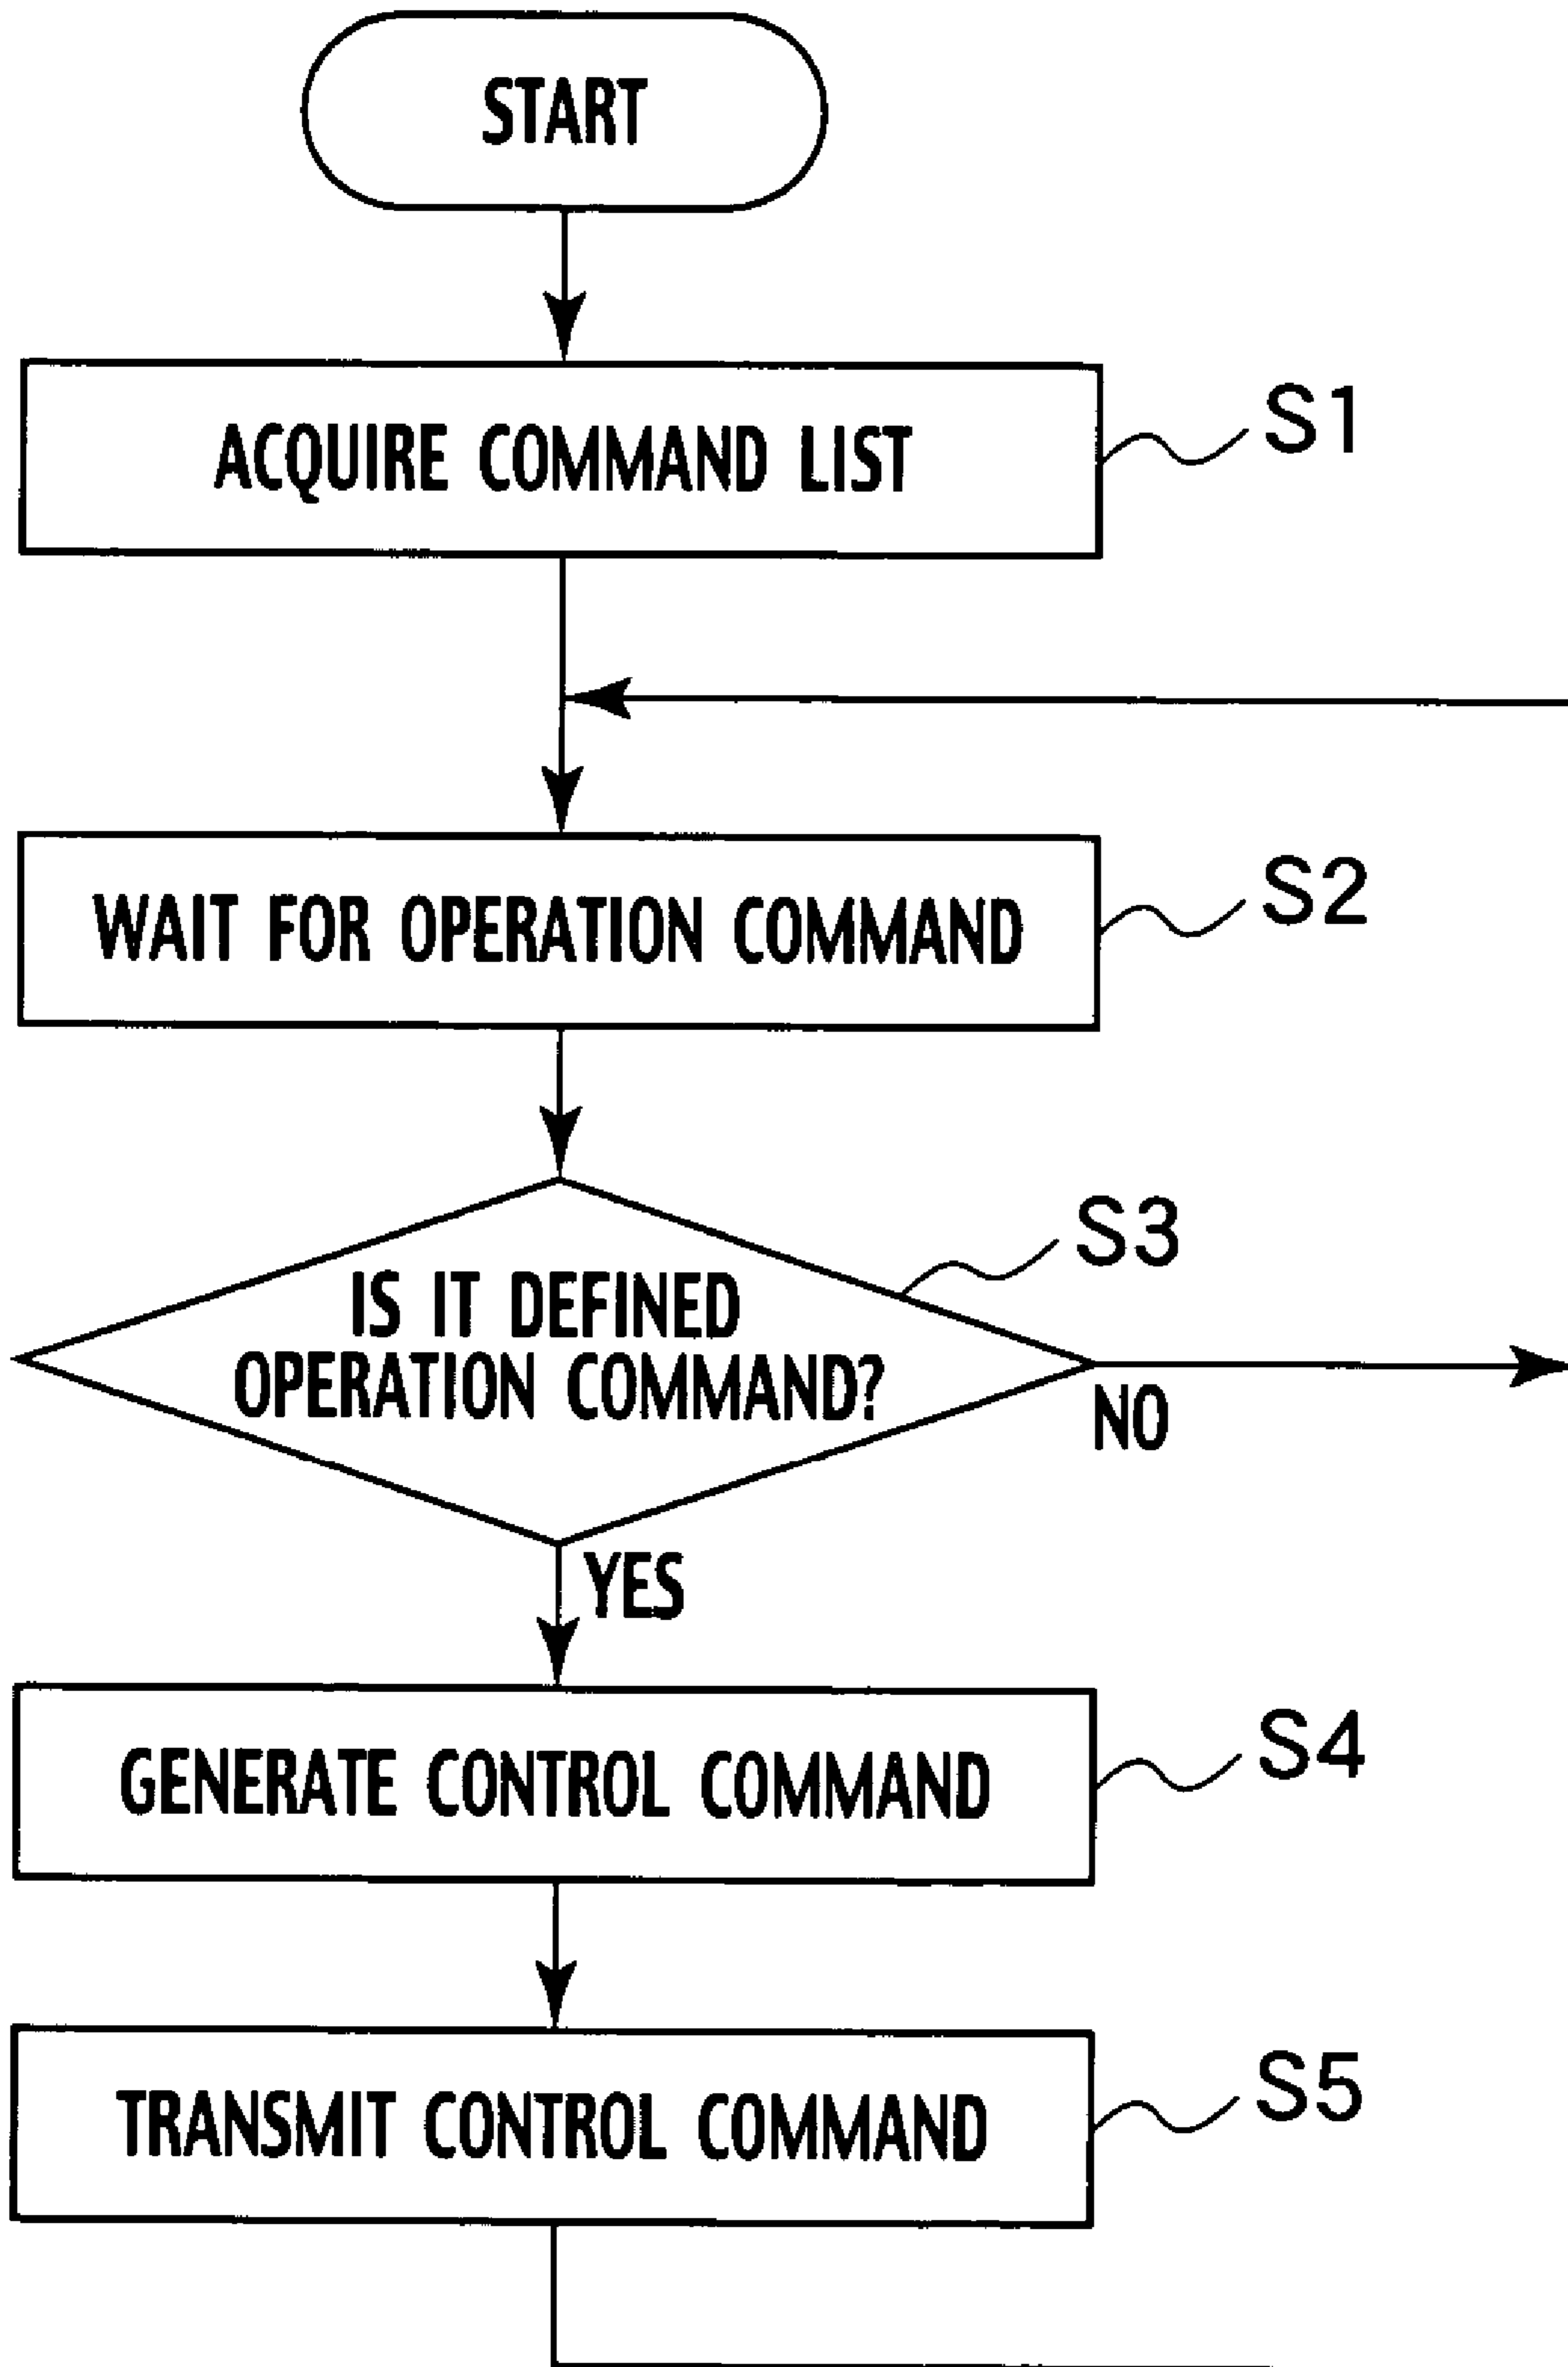 START
ACQUIRE COMMAND LIST
S1
WAIT FOR OPERATION COMMAND
S2
S3
IS IT DEFINED
OPERATION COMMAND?
NO
YES
GENERATE CONTROL COMMAND
S4
TRANSMIT CONTROL COMMAND
S5